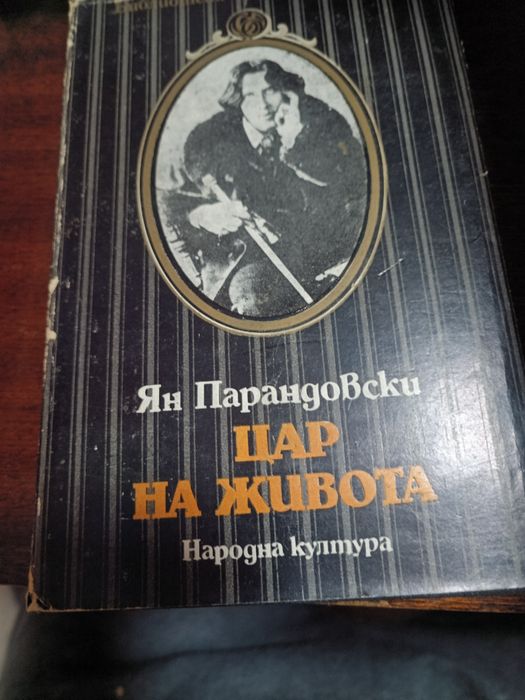 Ян Парандовски
ЦАР
НА ЖИВОТА
Народна култура